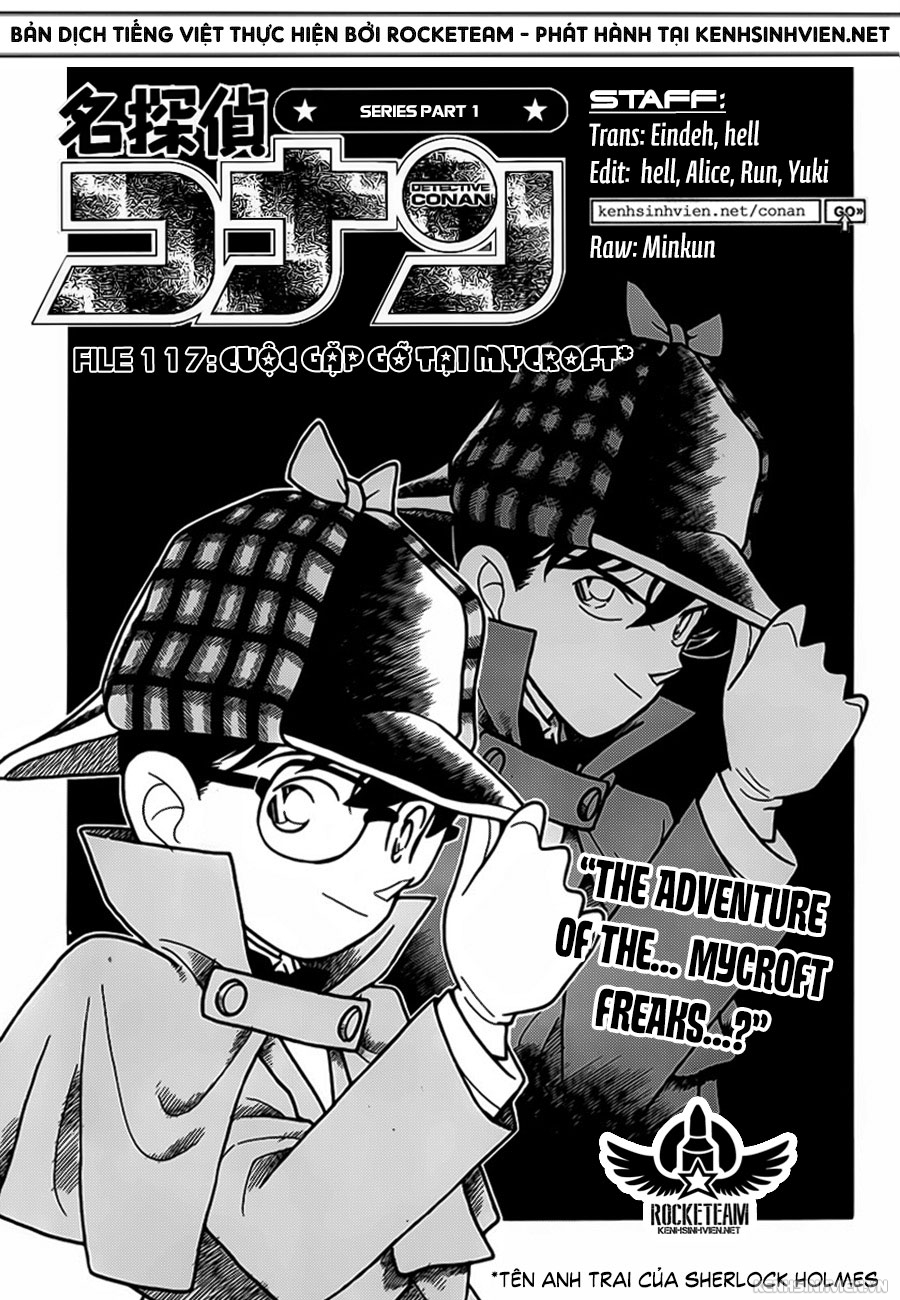 BẢN DỊCH TIẾNG VIỆT THỰC HIỆN BỞI ROCKETEAM - PHÁT HÀNH TẠI KENHSINHVIEN.NET
名探偵
★ SERIES PART 1 ★
コナン
DETECTIVE
CONAN
STAFF:
Trans: Eindeh, hell
Edit: hell, Alice, Run, Yuki
kenhsinhvien.net/conan GO»
Raw: Minkun
FILE 117: CUỘC GẶP GỠ TẠI MYCROFT*
"THE ADVENTURE
OF THE... MYCROFT
FREAKS...?"
ROCKETEAM
KENHSINHVIEN.NET
*TÊN ANH TRAI CỦA SHERLOCK HOLMES
KENHSINHVIEN.VN